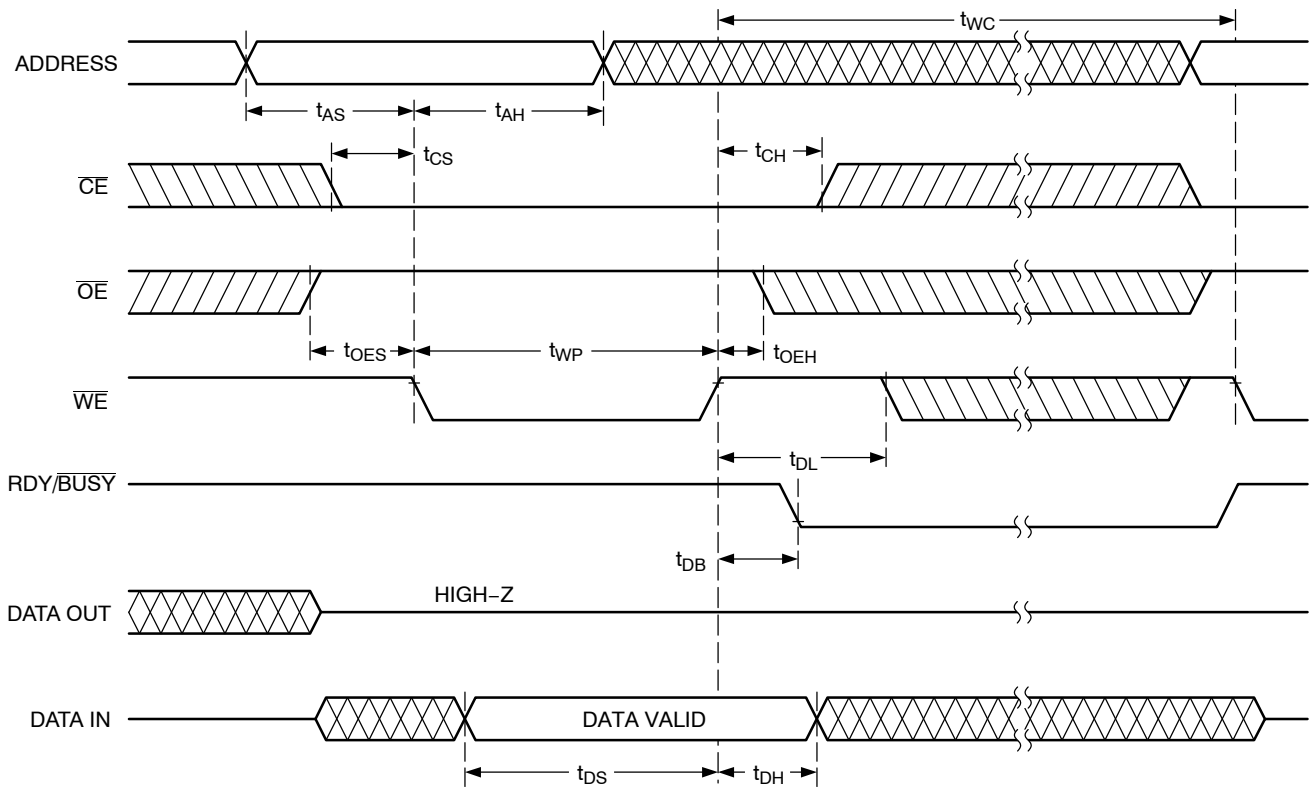 tWC
ADDRESS
tAS
tAH
tCS
tCH
CE
OE
tOES
tWP
tOEH
WE
tDL
RDY/BUSY
tDB
HIGH–Z
DATA OUT
DATA IN
DATA VALID
tDS
tDH